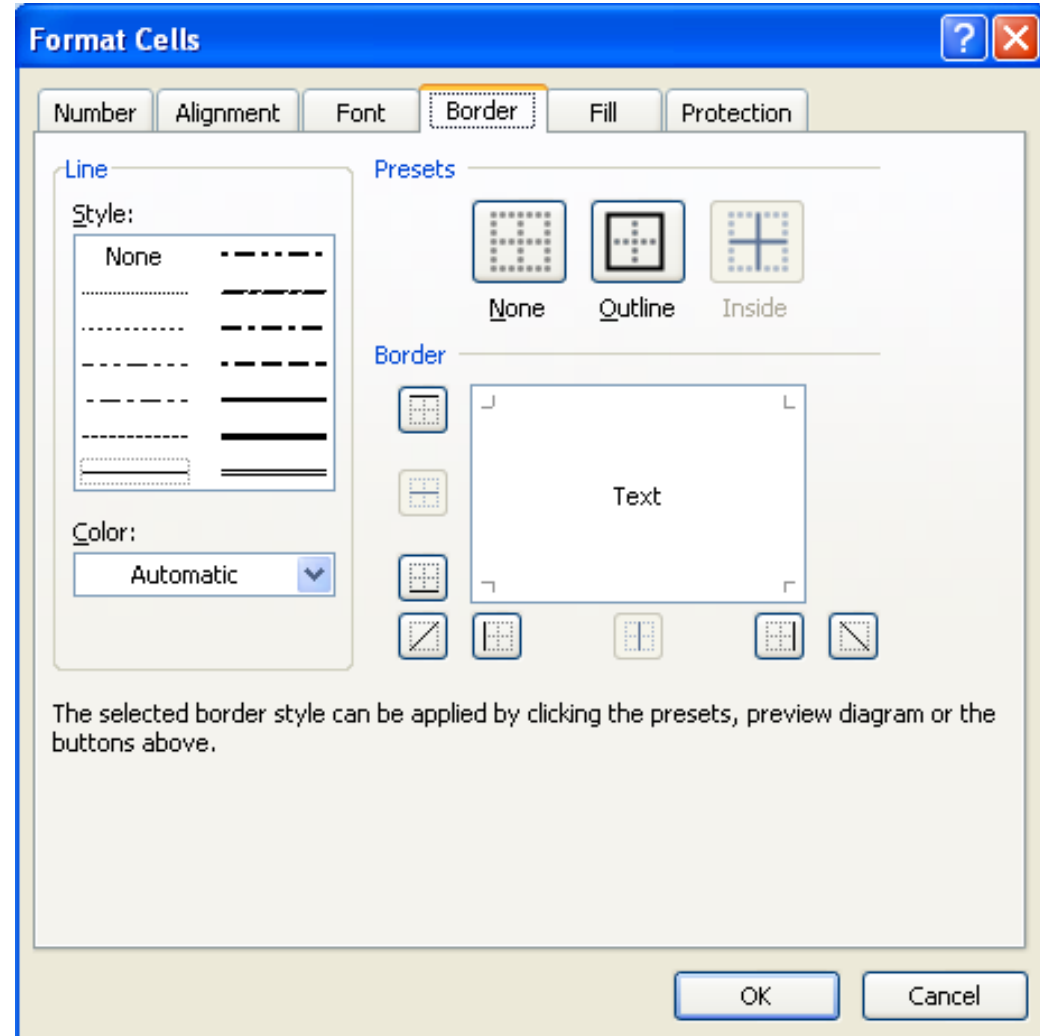 Format Cells
Number Alignment Font Border Fill Protection
Line
Style:
None
Color:
Automatic
Presets
None Outline Inside
Border
Text
The selected border style can be applied by clicking the presets, preview diagram or the
buttons above.
OK Cancel